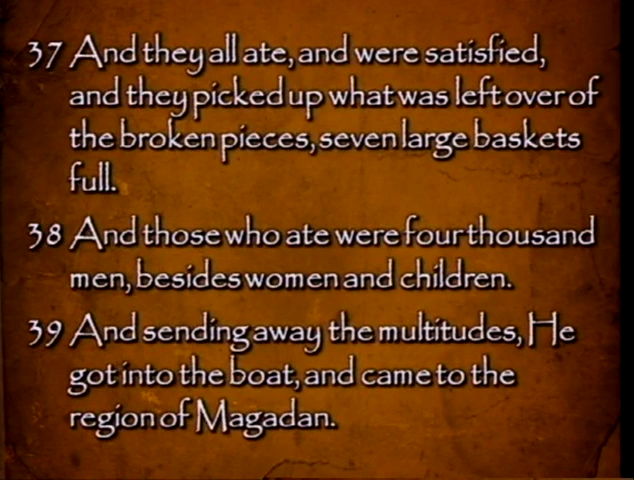 37 And they all ate, and were satisfied,
and they picked up what was left over of
the broken pieces, seven large baskets
full.
38 And those who ate were four thousand
men, besides women and children.
39 And sending away the multitudes, He
got into the boat, and came to the
region of Magadan.